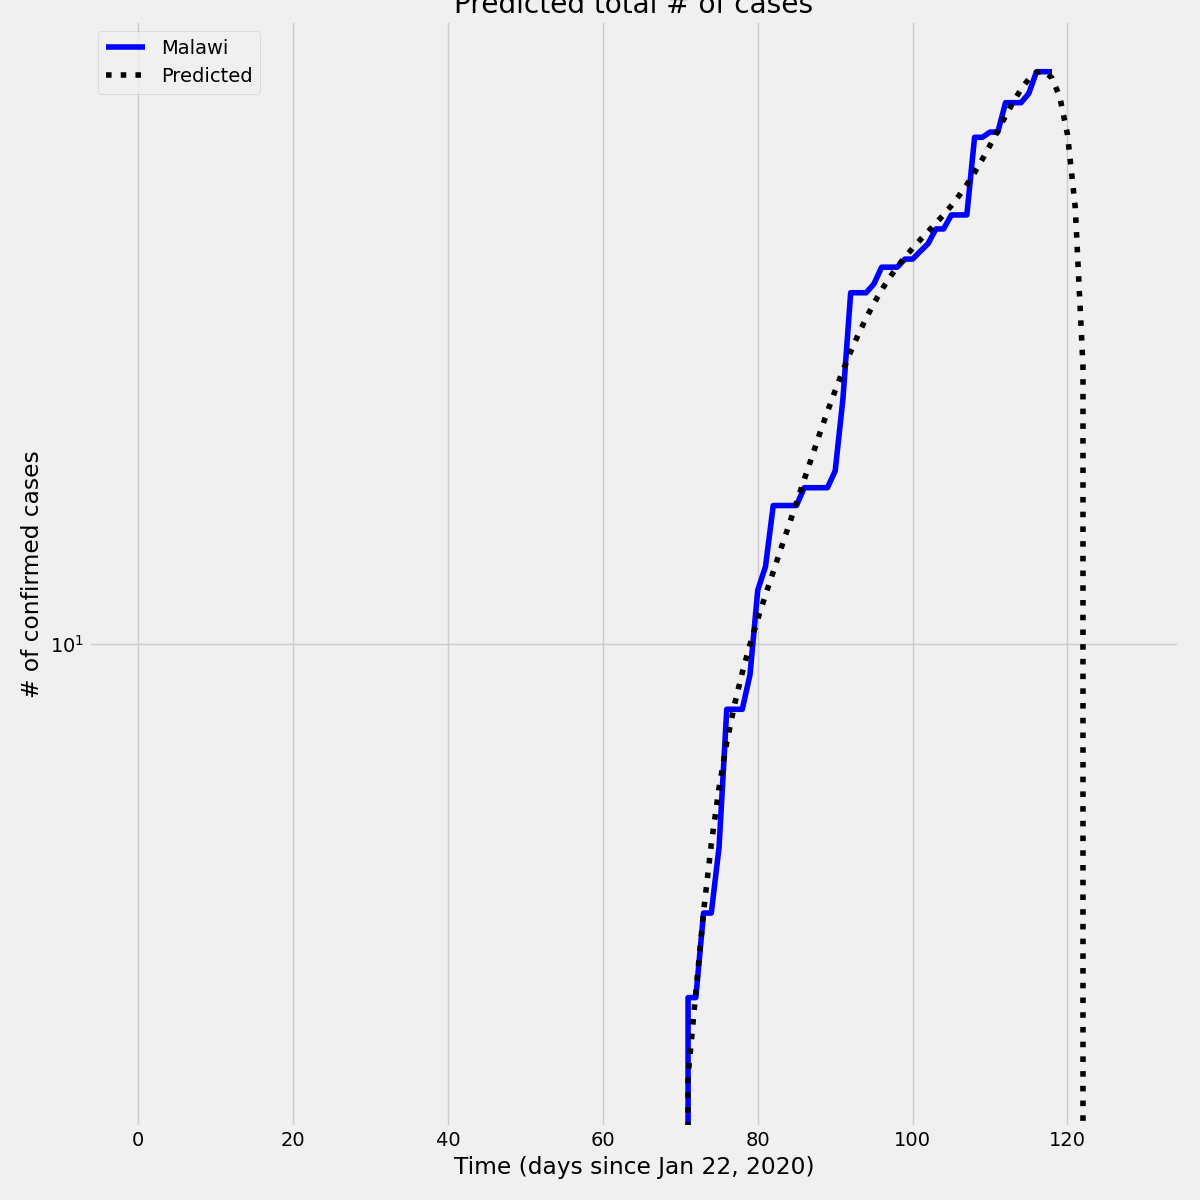 Predicted total # of cases
Malawi
Predicted
# of confirmed cases
10¹
0 20 40 60 80 100 120
Time (days since Jan 22, 2020)